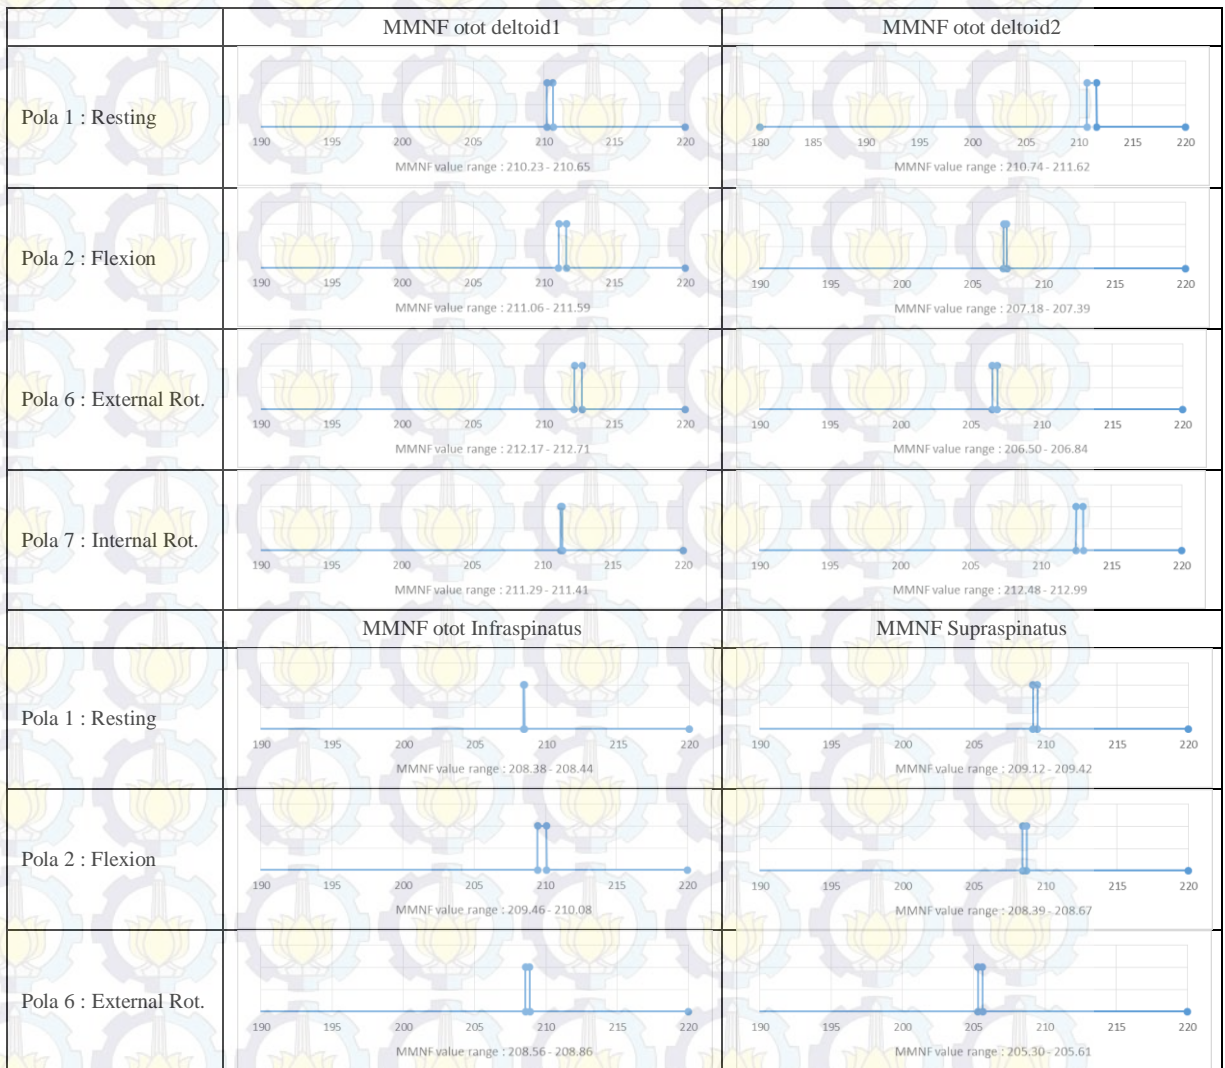 MMNF otot deltoid1 MMNF otot deltoid2
Pola 1 : Resting
190 195 200 205 210 215 220
MMNF value range : 210.23 - 210.65
180 185 190 195 200 205 210 215 220
MMNF value range : 210.74 - 211.62
Pola 2 : Flexion
190 195 200 205 210 215 220
MMNF value range : 211.06 - 211.59
190 195 200 205 210 215 220
MMNF value range : 207.18 - 207.39
Pola 6 : External Rot.
190 195 200 205 210 215 220
MMNF value range : 212.17 - 212.71
190 195 200 205 210 215 220
MMNF value range : 206.50 - 206.84
Pola 7 : Internal Rot.
190 195 200 205 210 215 220
MMNF value range : 211.29 - 211.41
190 195 200 205 210 215 220
MMNF value range : 212.48 - 212.99
MMNF otot Infraspinatus MMNF Supraspinatus
Pola 1 : Resting
190 195 200 205 210 215 220
MMNF value range : 208.38 - 208.44
190 195 200 205 210 215 220
MMNF value range : 209.12 - 209.42
Pola 2 : Flexion
190 195 200 205 210 215 220
MMNF value range : 209.46 - 210.08
190 195 200 205 210 215 220
MMNF value range : 208.39 - 208.67
Pola 6 : External Rot.
190 195 200 205 210 215 220
MMNF value range : 208.56 - 208.86
190 195 200 205 210 215 220
MMNF value range : 205.30 - 205.61